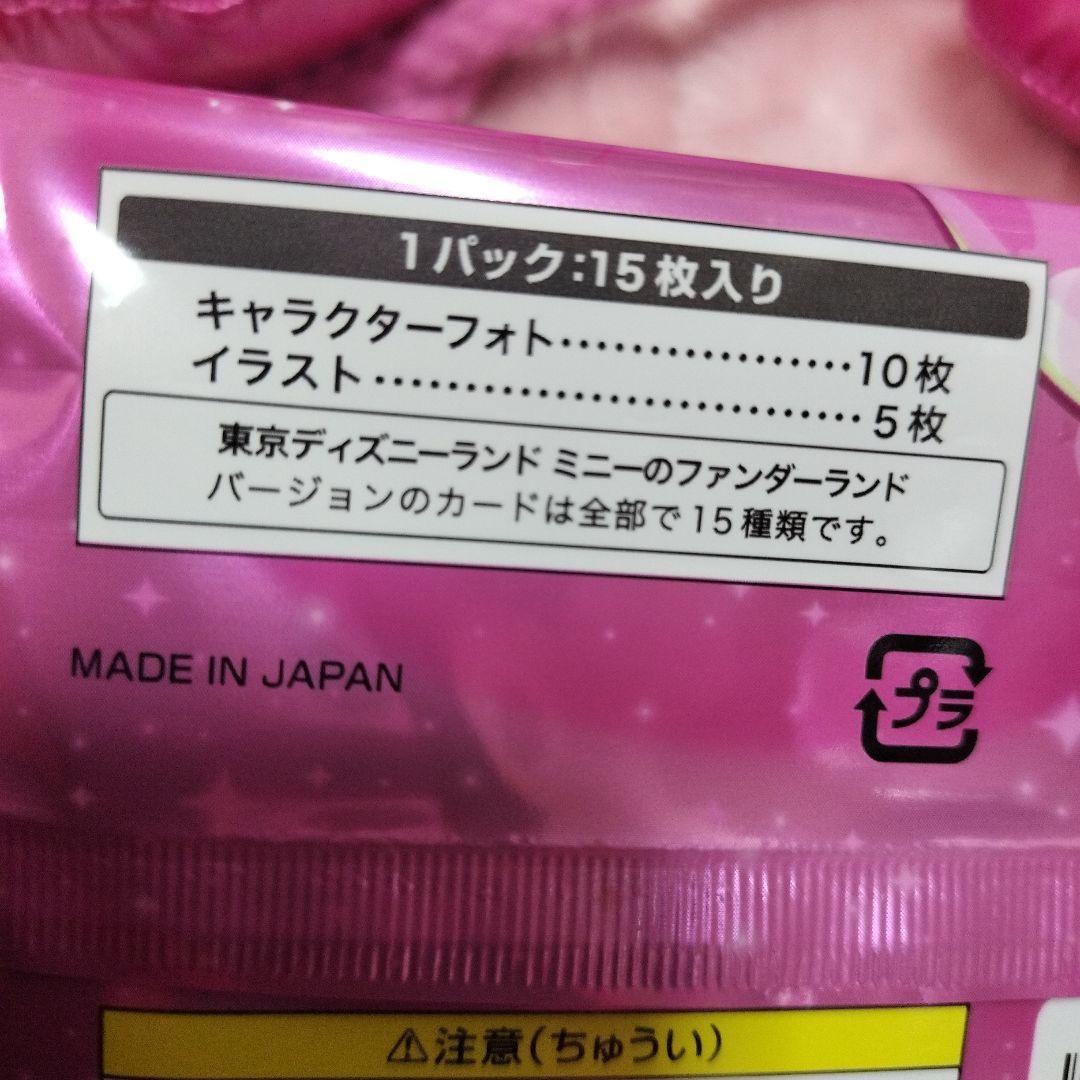 1パック:15枚入り
キャラクターフォト………………10枚
イラスト…………………………5枚
東京ディズニーランド ミニーのファンダーランド
バージョンのカードは全部で15種類です。
MADE IN JAPAN
プラ
⚠注意(ちゅうい)